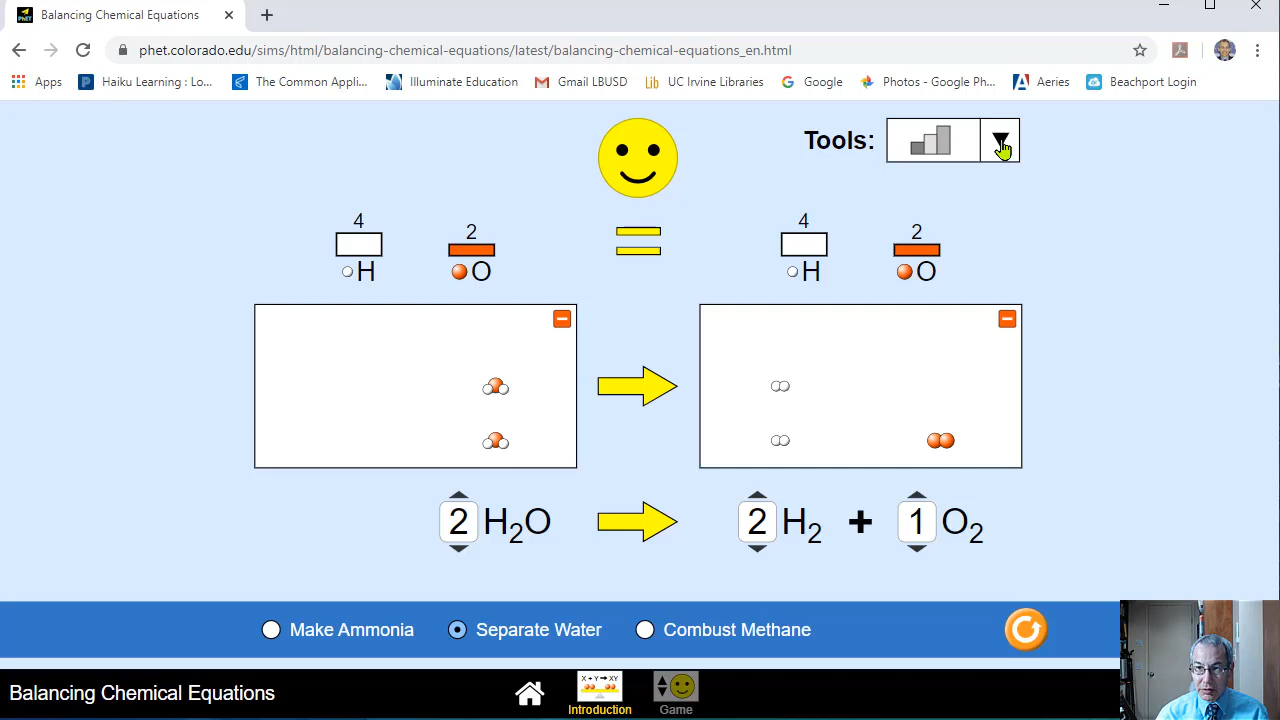 Balancing Chemical Equations
phet.colorado.edu/sims/html/balancing-chemical-equations/latest/balancing-chemical-equations_en.html
Apps Haiku Learning : Lo... The Common Applic... Illuminate Education Gmail LBUSD Lib UC Irvine Libraries Google Photos - Google Ph... Aeries Beachport Login
Tools:
4 2 4 2
H O = H O
2 H₂O 2 H₂ + 1 O₂
Make Ammonia Separate Water Combust Methane
X + Y → XY
Balancing Chemical Equations Introduction Game